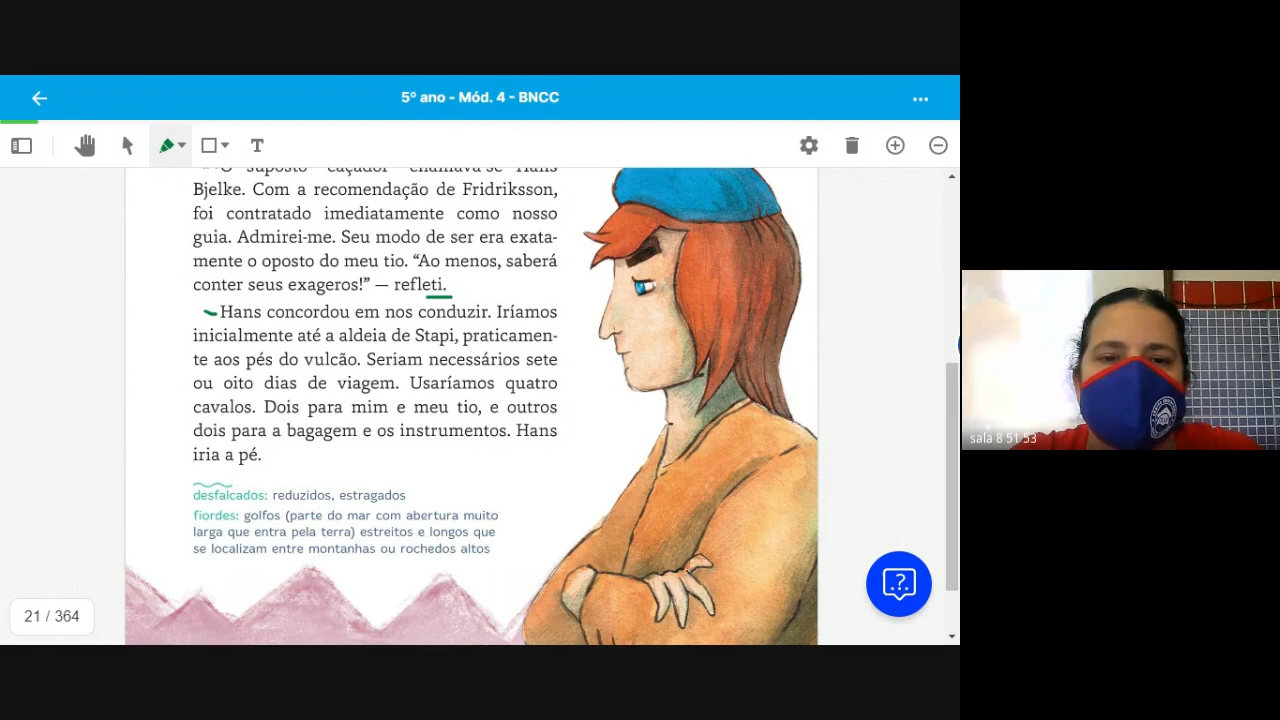 5º ano - Mód. 4 - BNCC
T
O suposto "caçador" chamava-se Hans
Bjelke. Com a recomendação de Fridriksson,
foi contratado imediatamente como nosso
guia. Admirei-me. Seu modo de ser era exata-
mente o oposto do meu tio. “Ao menos, saberá
conter seus exageros!” — refleti.
Hans concordou em nos conduzir. Iríamos
inicialmente até a aldeia de Stapi, praticamen-
te aos pés do vulcão. Seriam necessários sete
ou oito dias de viagem. Usaríamos quatro
cavalos. Dois para mim e meu tio, e outros
dois para a bagagem e os instrumentos. Hans
iria a pé.
desfalcados: reduzidos, estragados
fiordes: golfos (parte do mar com abertura muito
larga que entra pela terra) estreitos e longos que
se localizam entre montanhas ou rochedos altos
21 / 364
sala 8 51 53